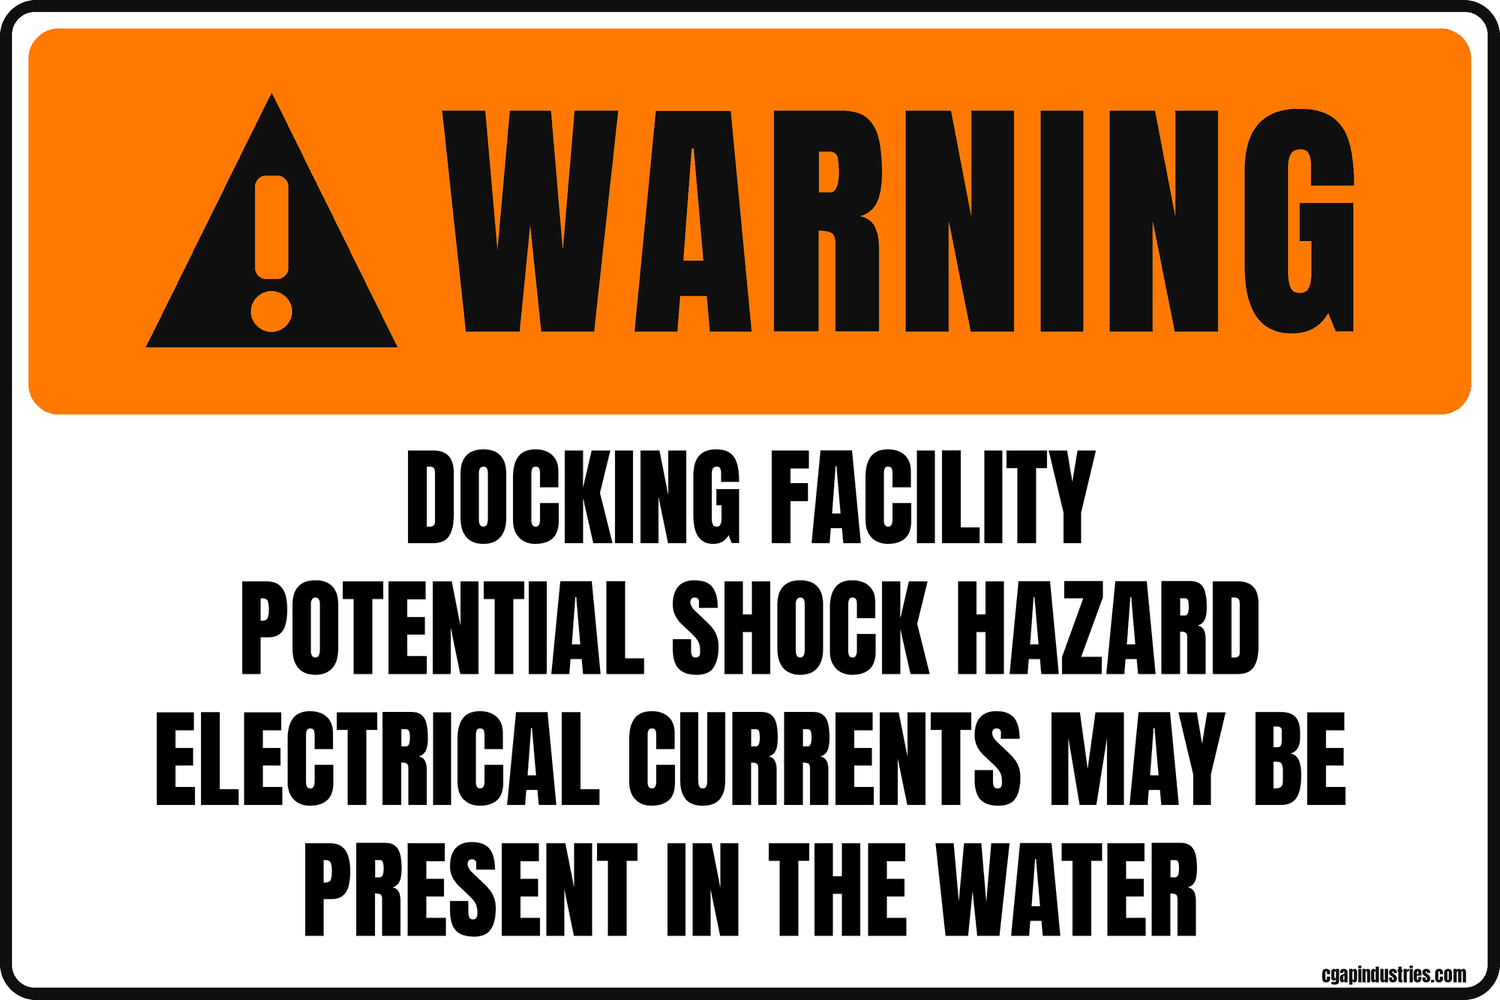 WARNING
DOCKING FACILITY
POTENTIAL SHOCK HAZARD
ELECTRICAL CURRENTS MAY BE
PRESENT IN THE WATER
cgapindustries.com